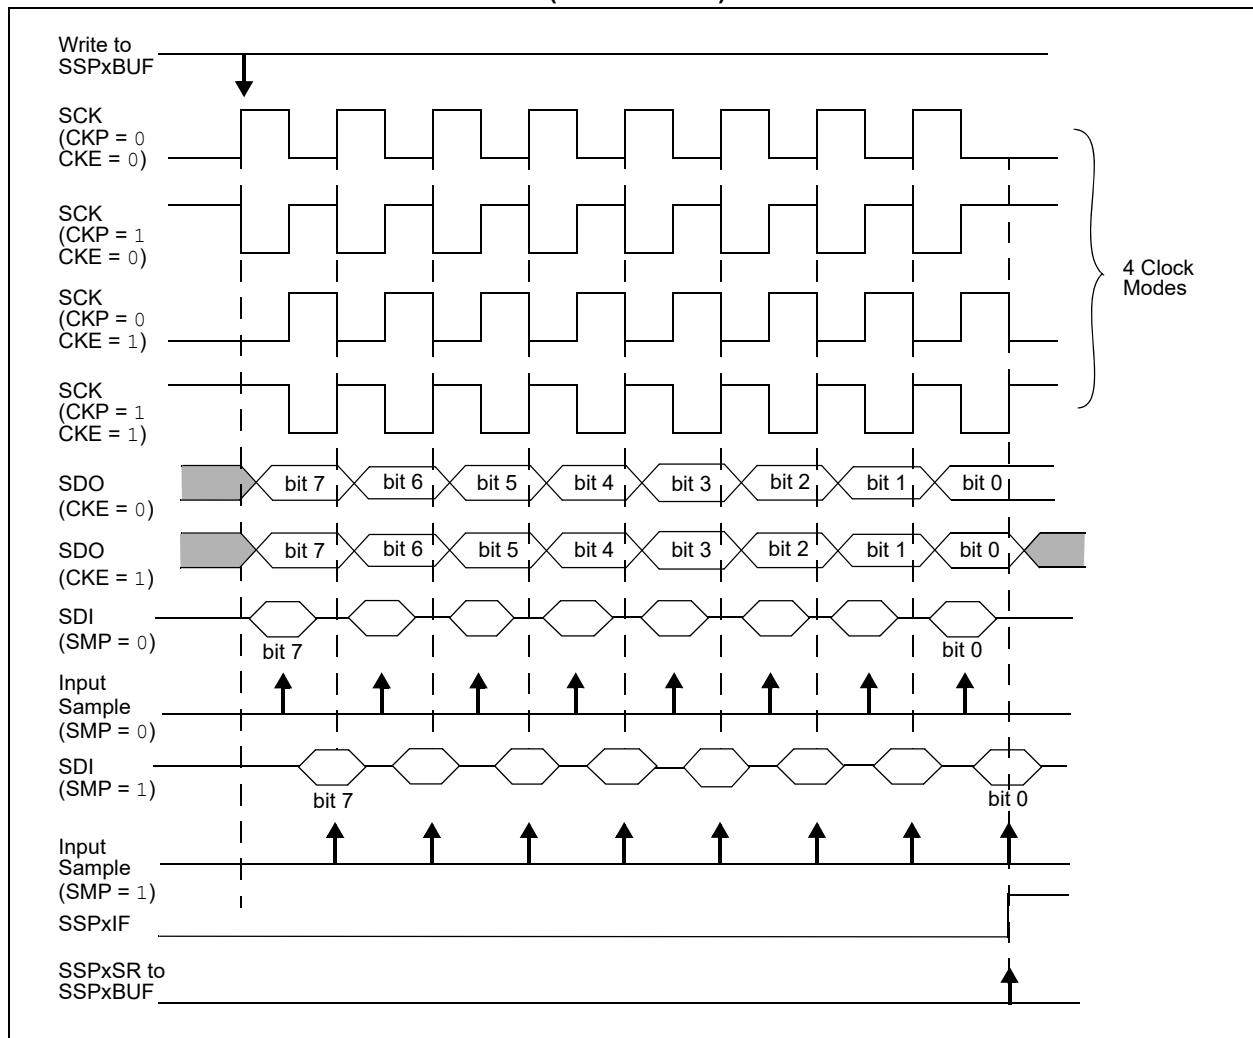 Write to
SSPxBUF
SCK
(CKP = 0
CKE = 0)
SCK
(CKP = 1
CKE = 0)
SCK
(CKP = 0
CKE = 1)
SCK
(CKP = 1
CKE = 1)
4 Clock
Modes
SDO
(CKE = 0)
bit 7 bit 6 bit 5 bit 4 bit 3 bit 2 bit 1 bit 0
SDO
(CKE = 1)
bit 7 bit 6 bit 5 bit 4 bit 3 bit 2 bit 1 bit 0
SDI
(SMP = 0)
bit 7 bit 0
Input
Sample
(SMP = 0)
SDI
(SMP = 1)
bit 7 bit 0
Input
Sample
(SMP = 1)
SSPxIF
SSPxSR to
SSPxBUF